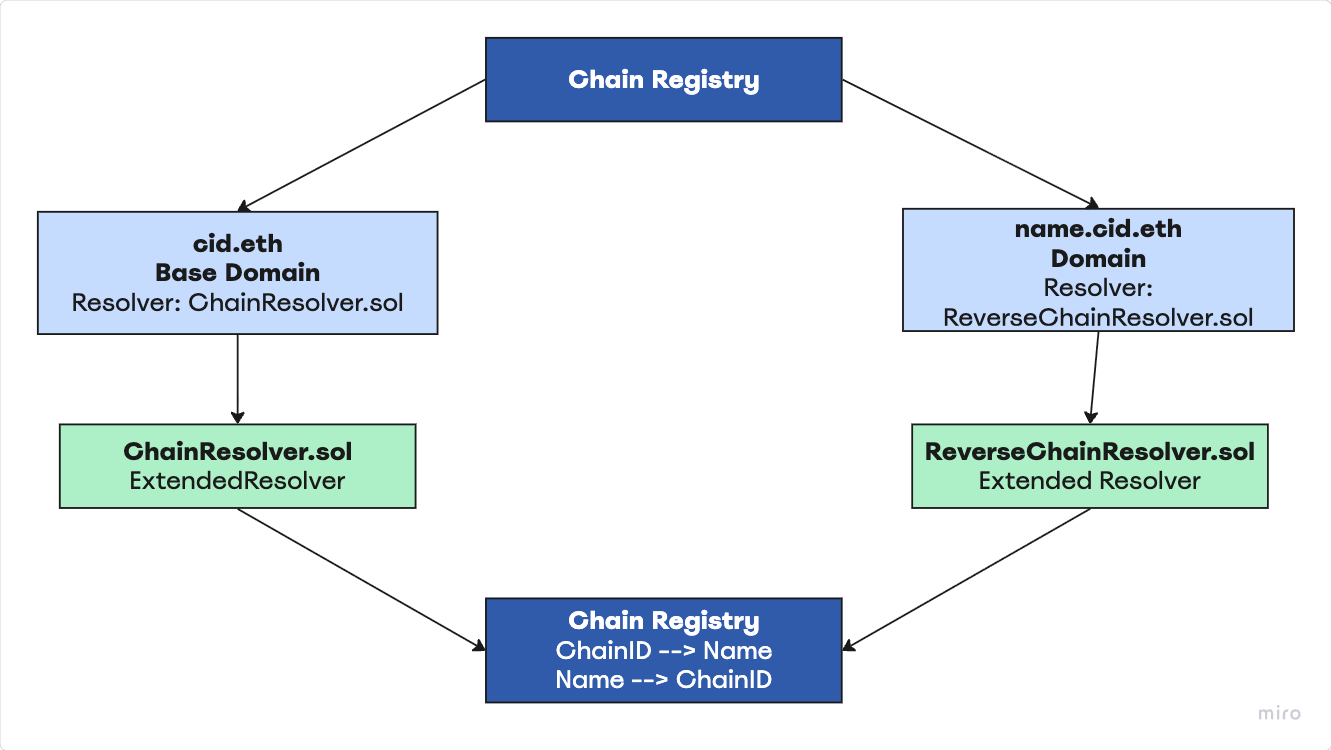 Chain Registry
cid.eth
Base Domain
Resolver: ChainResolver.sol
name.cid.eth
Domain
Resolver:
ReverseChainResolver.sol
ChainResolver.sol
ExtendedResolver
ReverseChainResolver.sol
Extended Resolver
Chain Registry
ChainID --> Name
Name --> ChainID
miro